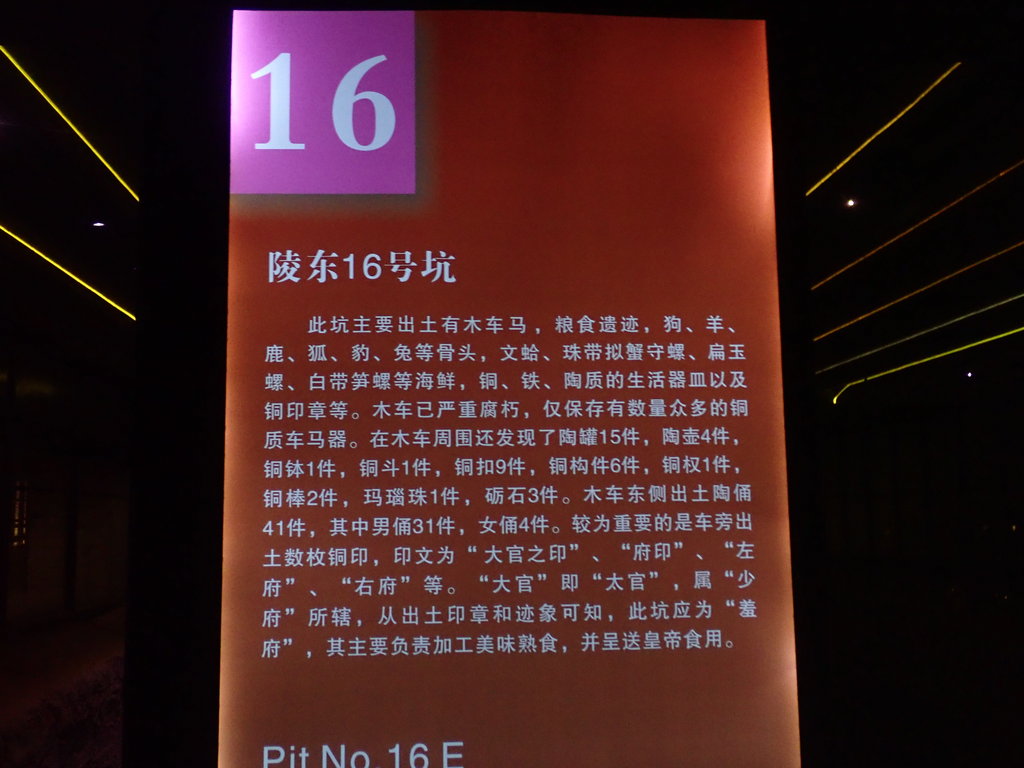 16
陵东16号坑
此坑主要出土有木车马，粮食遗迹，狗、羊、
鹿、狐、豹、兔等骨头，文蛤、珠带拟蟹守螺、扁玉
螺、白带笋螺等海鲜，铜、铁、陶质的生活器皿以及
铜印章等。木车已严重腐朽，仅保存有数量众多的铜
质车马器。在木车周围还发现了陶罐15件，陶壶4件，
铜钵1件，铜斗1件，铜扣9件，铜构件6件，铜权1件，
铜棒2件，玛瑙珠1件，砺石3件。木车东侧出土陶俑
41件，其中男俑31件，女俑4件。较为重要的是车旁出
土数枚铜印，印文为“大官之印”、“府印”、“左
府”、“右府”等。“大官”即“太官”，属“少
府”所辖，从出土印章和迹象可知，此坑应为“羞
府”，其主要负责加工美味熟食，并呈送皇帝食用。
Pit No.16 E